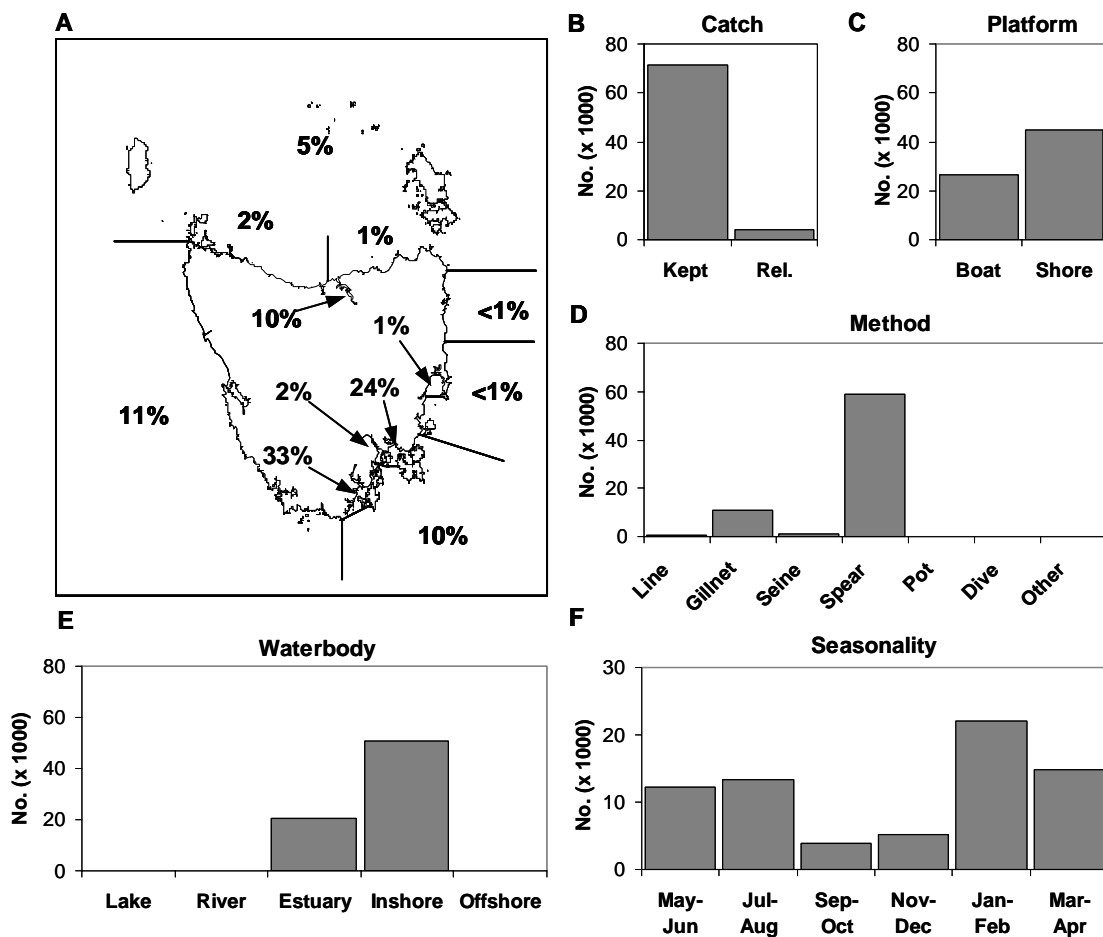 A
5%
2%
1%
10%
<1%
1%
<1%
2%
24%
11%
33%
10%
B
Catch
No. (x 1000)
80
60
40
20
0
Kept Rel.
C
Platform
No. (x 1000)
80
60
40
20
0
Boat Shore
D
Method
No. (x 1000)
80
60
40
20
0
Line Gillnet Seine Spear Pot Dive Other
E
Waterbody
No. (x 1000)
80
60
40
20
0
Lake River Estuary Inshore Offshore
F
Seasonality
No. (x 1000)
30
20
10
0
May- Jul- Sep- Nov- Jan- Mar-
Jun Aug Oct Dec Feb Apr